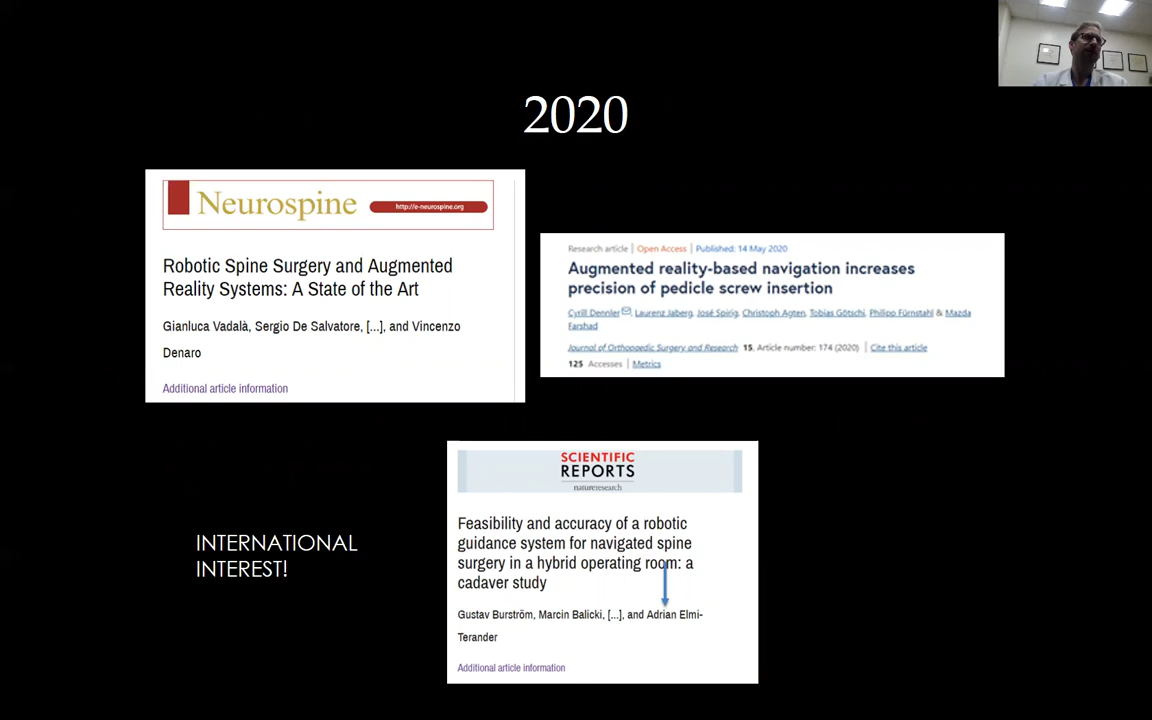 2020
Neurospine
http://e-neurospine.org
Robotic Spine Surgery and Augmented
Reality Systems: A State of the Art
Gianluca Vadalà, Sergio De Salvatore, [...], and Vincenzo
Denaro
Additional article information
Research article | Open Access | Published: 14 May 2020
Augmented reality-based navigation increases
precision of pedicle screw insertion
Cyrill Dennler, Laurenz Jaberg, José Spirig, Christoph Agten, Tobias Götschi, Philipp Fürnstahl & Mazda
Farshad
Journal of Orthopaedic Surgery and Research 15, Article number: 174 (2020) | Cite this article
125 Accesses | Metrics
SCIENTIFIC
REPORTS
natureresearch
Feasibility and accuracy of a robotic
guidance system for navigated spine
surgery in a hybrid operating room: a
cadaver study
Gustav Burström, Marcin Balicki, [...], and Adrian Elmi-
Terander
Additional article information
INTERNATIONAL
INTEREST!